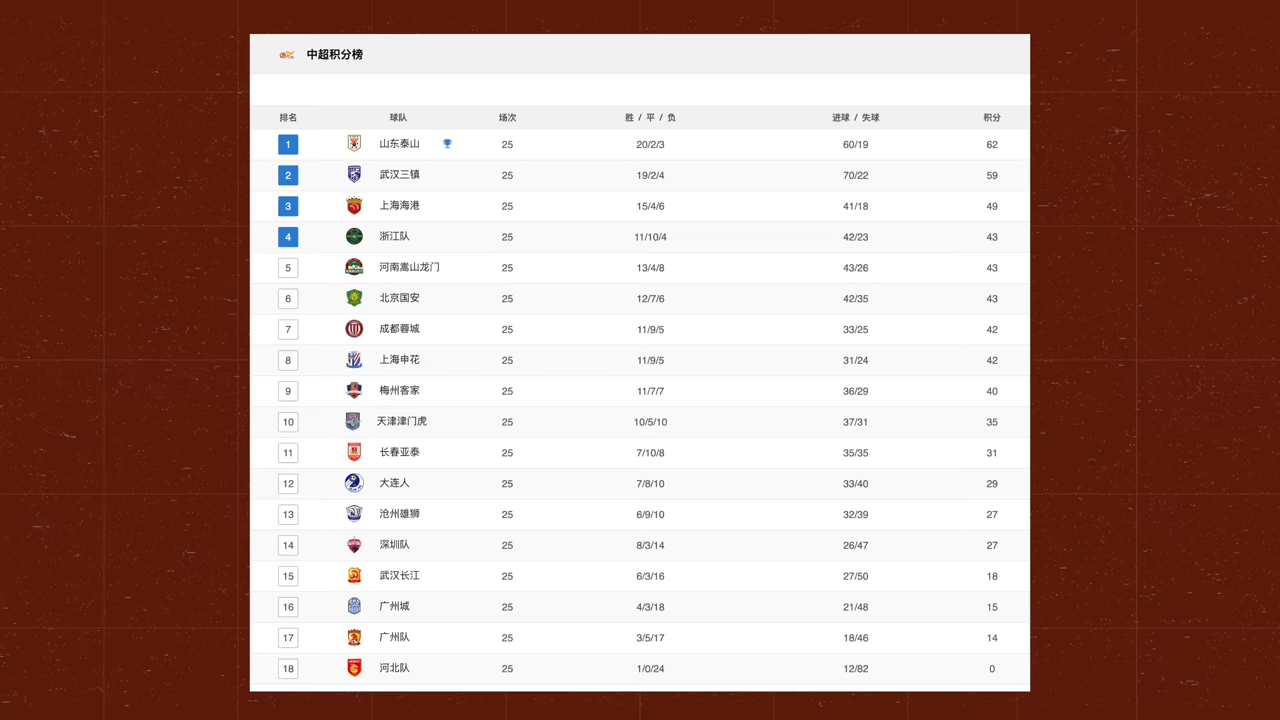 中超积分榜
排名 球队 场次 胜 / 平 / 负 进球 / 失球 积分
1 山东泰山 25 20/2/3 60/19 62
2 武汉三镇 25 19/2/4 70/22 59
3 上海海港 25 15/4/6 41/18 49
4 浙江队 25 11/10/4 42/23 43
5 河南嵩山龙门 25 13/4/8 43/26 43
6 北京国安 25 12/7/6 42/35 43
7 成都蓉城 25 11/9/5 33/25 42
8 上海申花 25 11/9/5 31/24 42
9 梅州客家 25 11/7/7 36/29 40
10 天津津门虎 25 10/5/10 37/31 35
11 长春亚泰 25 7/10/8 35/35 31
12 大连人 25 7/8/10 33/40 29
13 沧州雄狮 25 6/9/10 32/39 27
14 深圳队 25 8/3/14 26/47 27
15 武汉长江 25 6/3/16 27/50 18
16 广州城 25 4/3/18 21/48 15
17 广州队 25 3/5/17 18/46 14
18 河北队 25 1/0/24 12/82 0